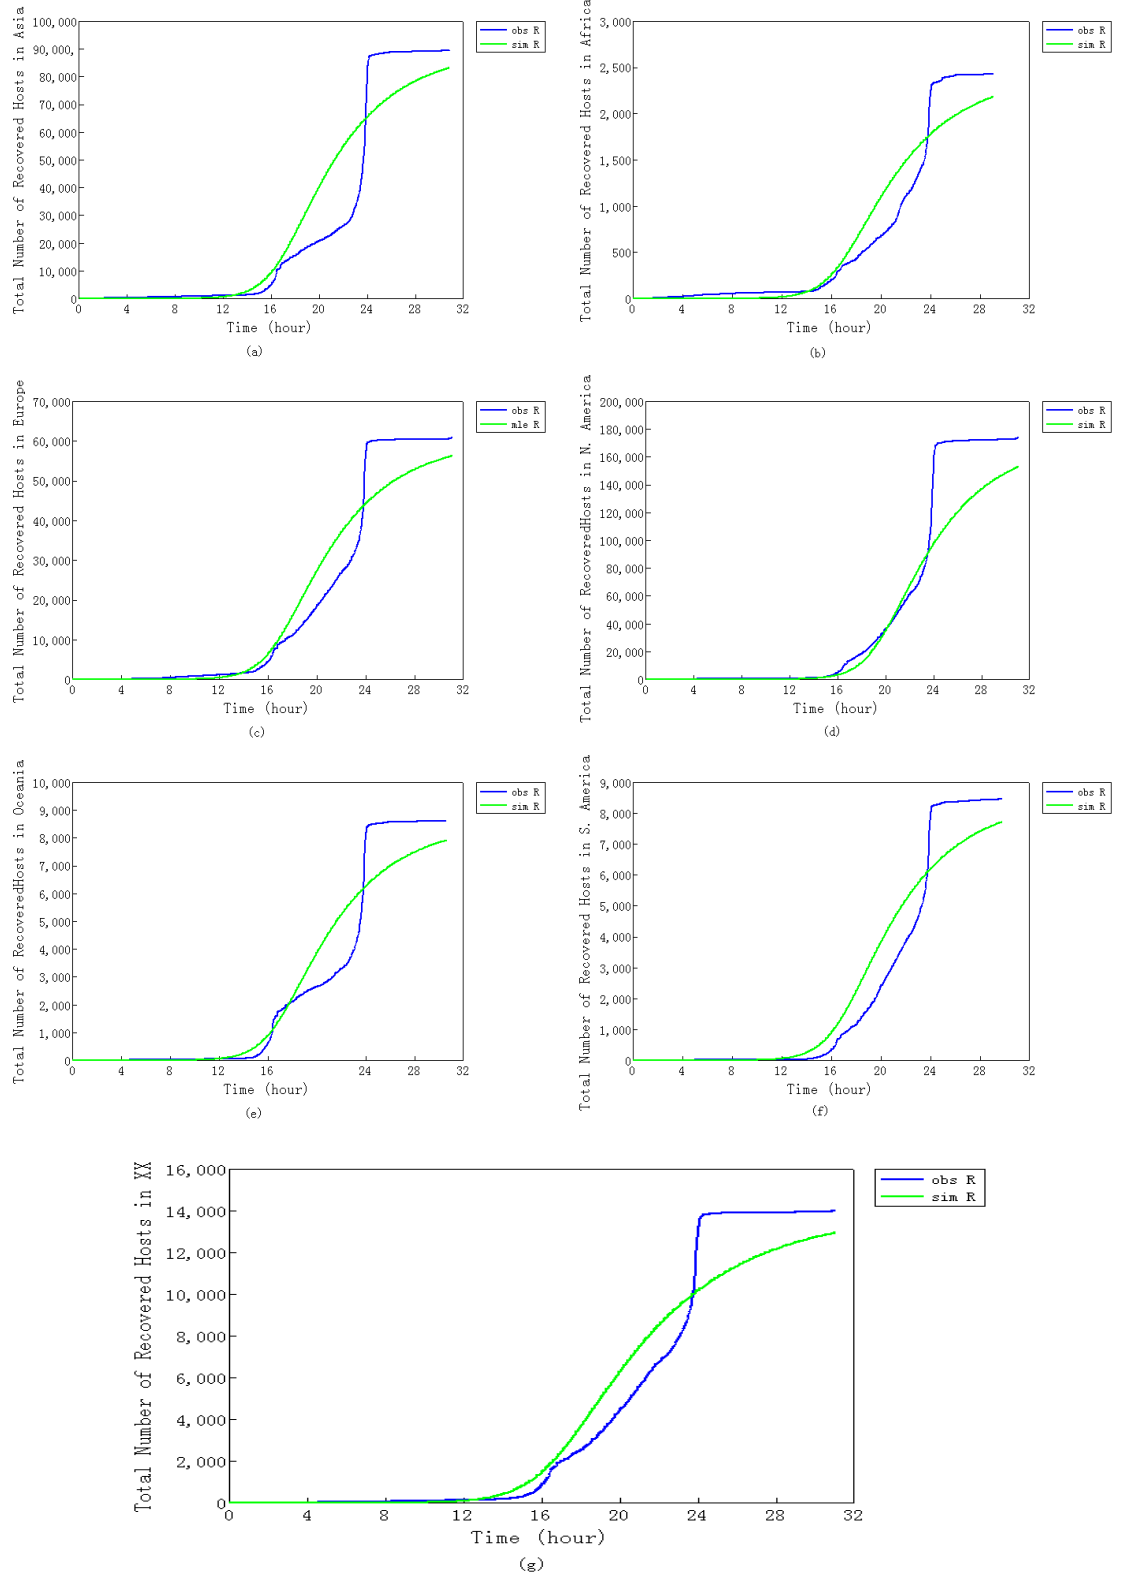 Total Number of Recovered Hosts in Asia
100,000
90,000
80,000
70,000
60,000
50,000
40,000
30,000
20,000
10,000
0
0 4 8 12 16 20 24 28 32
Time (hour)
(a)
obs R
sim R
Total Number of Recovered Hosts in Africa
3,000
2,500
2,000
1,500
1,000
500
0
0 4 8 12 16 20 24 28 32
Time (hour)
(b)
obs R
sim R
Total Number of Recovered Hosts in Europe
70,000
60,000
50,000
40,000
30,000
20,000
10,000
0
0 4 8 12 16 20 24 28 32
Time (hour)
(c)
obs R
mle R
Total Number of RecoveredHosts in N. America
200,000
180,000
160,000
140,000
120,000
100,000
80,000
60,000
40,000
20,000
0
0 4 8 12 16 20 24 28 32
Time (hour)
(d)
obs R
sim R
Total Number of RecoveredHosts in Oceania
10,000
9,000
8,000
7,000
6,000
5,000
4,000
3,000
2,000
1,000
0
0 4 8 12 16 20 24 28 32
Time (hour)
(e)
obs R
sim R
Total Number of Recovered Hosts in S. America
9,000
8,000
7,000
6,000
5,000
4,000
3,000
2,000
1,000
0
0 4 8 12 16 20 24 28 32
Time (hour)
(f)
obs R
sim R
Total Number of Recovered Hosts in XX
16,000
14,000
12,000
10,000
8,000
6,000
4,000
2,000
0
0 4 8 12 16 20 24 28 32
Time (hour)
(g)
obs R
sim R